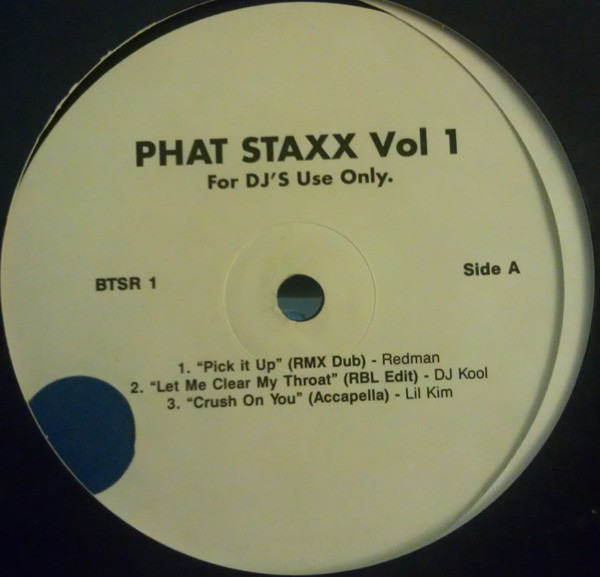 PHAT STAXX Vol 1
For DJ'S Use Only.
BTSR 1
Side A
1. “Pick it Up” (RMX Dub) - Redman
2. “Let Me Clear My Throat” (RBL Edit) - DJ Kool
3. “Crush On You” (Accapella) - Lil Kim